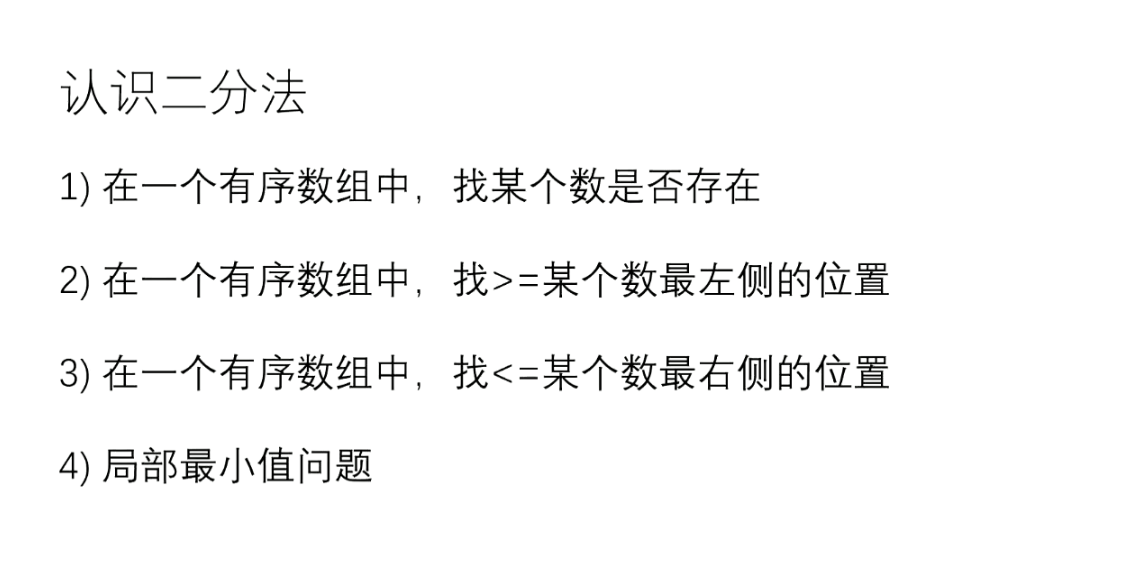 认识二分法
1) 在一个有序数组中，找某个数是否存在
2) 在一个有序数组中，找>=某个数最左侧的位置
3) 在一个有序数组中，找<=某个数最右侧的位置
4) 局部最小值问题